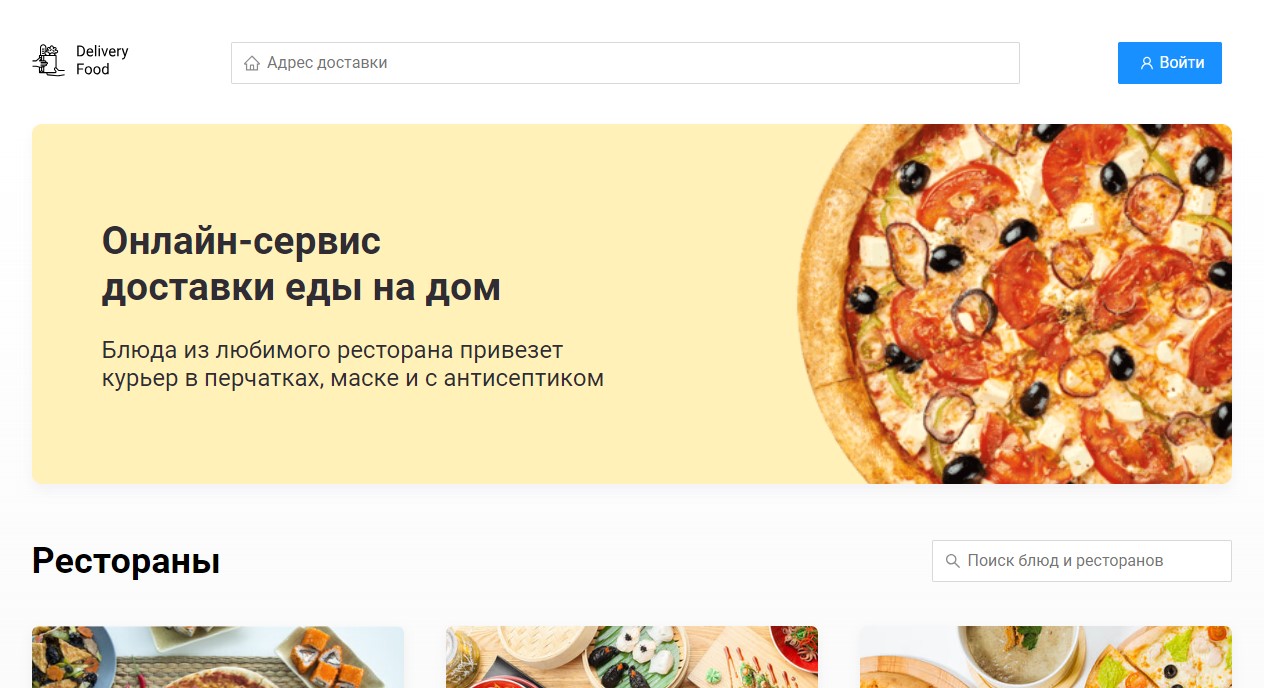 Delivery
Food
Адрес доставки
Войти
Онлайн-сервис
доставки еды на дом
Блюда из любимого ресторана привезет
курьер в перчатках, маске и с антисептиком
Рестораны
Поиск блюд и ресторанов